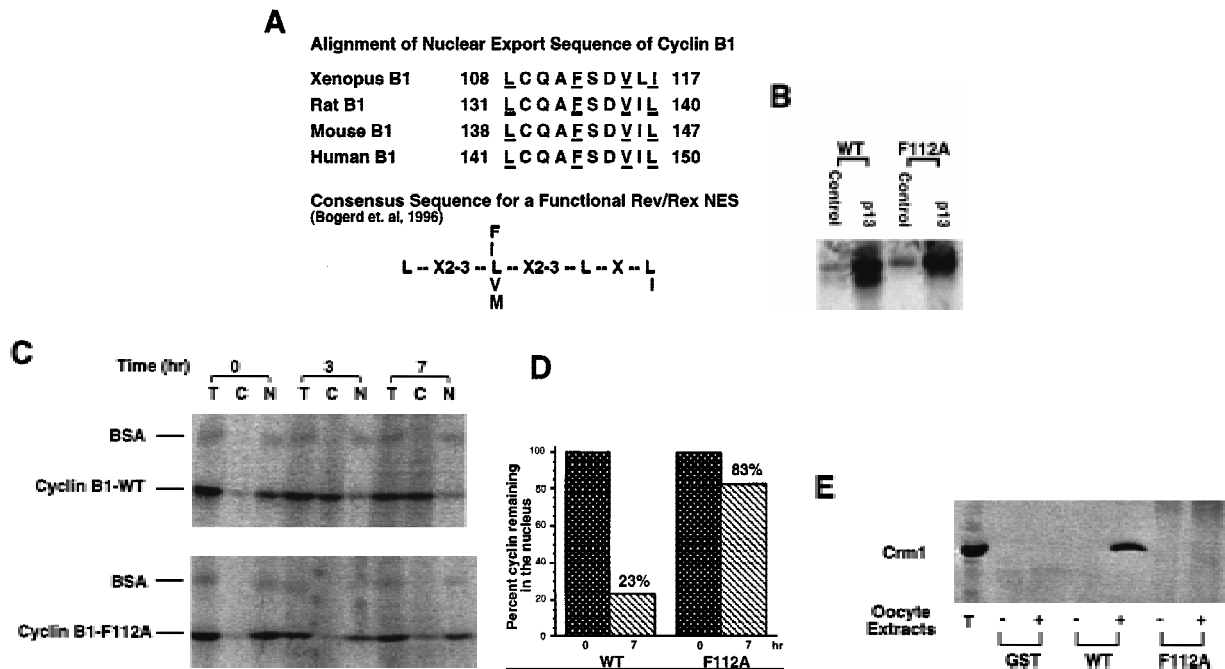 A
Alignment of Nuclear Export Sequence of Cyclin B1
Xenopus B1 108 L C Q A F S D V L I 117
Rat B1 131 L C Q A F S D V I L 140
Mouse B1 138 L C Q A F S D V I L 147
Human B1 141 L C Q A F S D V I L 150
Consensus Sequence for a Functional Rev/Rex NES
(Bogerd et. al, 1996)
F
I
L -- X2-3 -- L -- X2-3 -- L -- X -- L
V I
M
B
WT F112A
Control p13 Control p13
C
Time (hr) 0 3 7
T C N T C N T C N
BSA
Cyclin B1-WT
BSA
Cyclin B1-F112A
D
Percent cyclin remaining
in the nucleus
100
80
60
40
20
0
23%
83%
0 7 0 7 hr
WT F112A
E
Crm1
Oocyte
Extracts
T - + - + - +
GST WT F112A